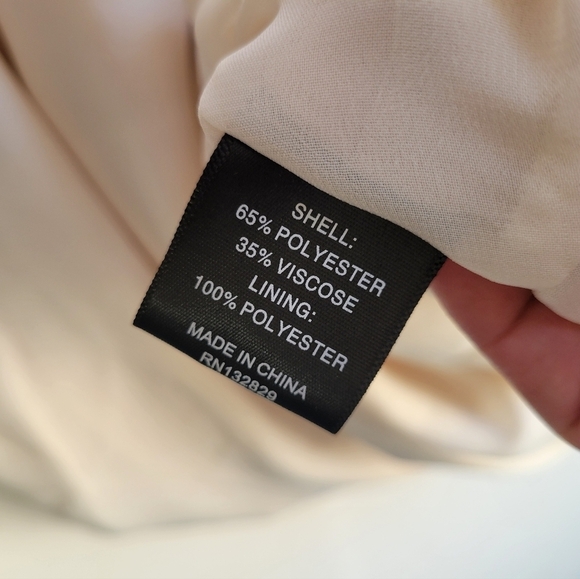 SHELL:
65% POLYESTER
35% VISCOSE
LINING:
100% POLYESTER
MADE IN CHINA
RN132829